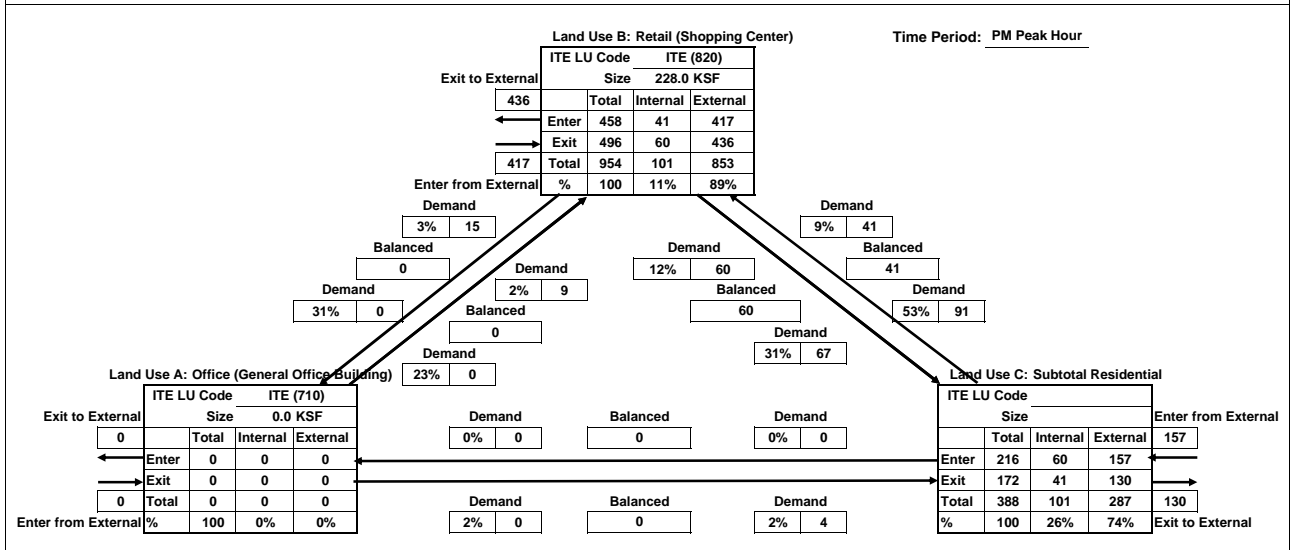 Land Use B: Retail (Shopping Center)
Time Period: PM Peak Hour
ITE LU Code ITE (820)
Exit to External Size 228.0 KSF
436 Total Internal External
Enter 458 41 417
Exit 496 60 436
417 Total 954 101 853
Enter from External % 100 11% 89%
Demand Demand
3% 15 9% 41
Balanced Demand Balanced
0 Demand 12% 60 41
Demand 2% 9 Balanced Demand
31% 0 Balanced 60 53% 91
0 Demand
Demand 31% 67
Land Use A: Office (General Office Building) 23% 0 Land Use C: Subtotal Residential
ITE LU Code ITE (710) ITE LU Code
Exit to External Size 0.0 KSF Demand Balanced Demand Size Enter from External
0 Total Internal External 0% 0 0 0% 0 Total Internal External 157
Enter 0 0 0 Enter 216 60 157
Exit 0 0 0 Exit 172 41 130
0 Total 0 0 0 Demand Balanced Demand Total 388 101 287 130
Enter from External % 100 0% 0% 2% 0 0 2% 4 % 100 26% 74% Exit to External